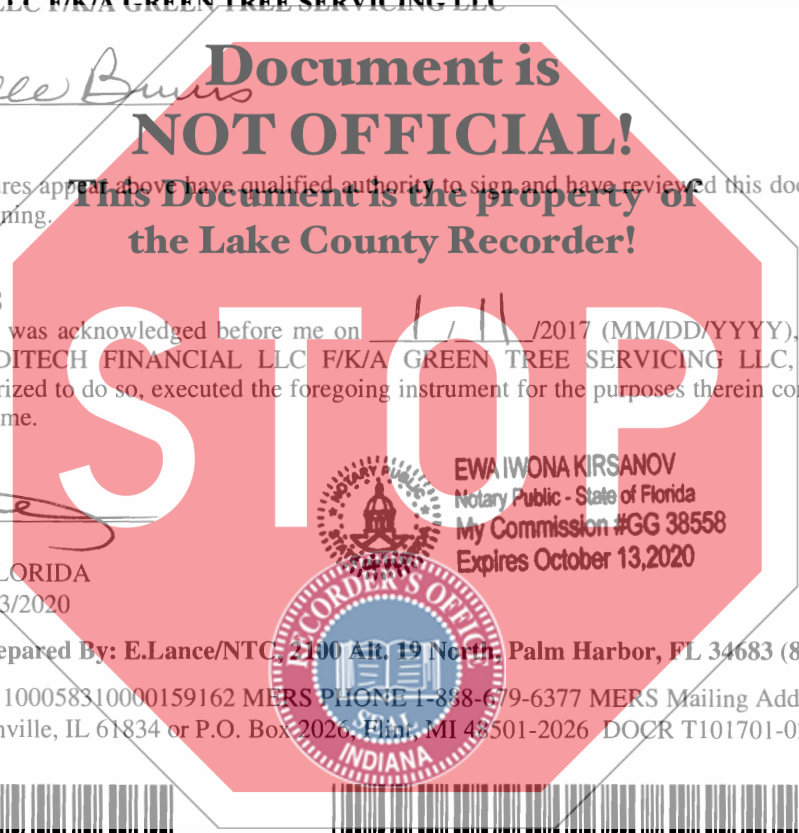 LLC F/K/A GREEN TREE SERVICING LLC
Document is
NOT OFFICIAL!
res appear above have qualified authority to sign and have reviewed this doc
ning.
This Document is the property of
the Lake County Recorder!
STOP
was acknowledged before me on 1 / 11 /2017 (MM/DD/YYYY),
DITECH FINANCIAL LLC F/K/A GREEN TREE SERVICING LLC,
rized to do so, executed the foregoing instrument for the purposes therein con
me.
NOTARY PUBLIC
EWA IWONA KIRSANOV
Notary Public - State of Florida
My Commission #GG 38558
Expires October 13,2020
LORIDA
3/2020
RECORDER'S OFFICE
SEAL
INDIANA
epared By: E.Lance/NTC, 2100 Alt. 19 North, Palm Harbor, FL 34683 (8
100058310000159162 MERS PHONE 1-888-679-6377 MERS Mailing Add
nville, IL 61834 or P.O. Box 2026, Flint, MI 48501-2026 DOCR T101701-0